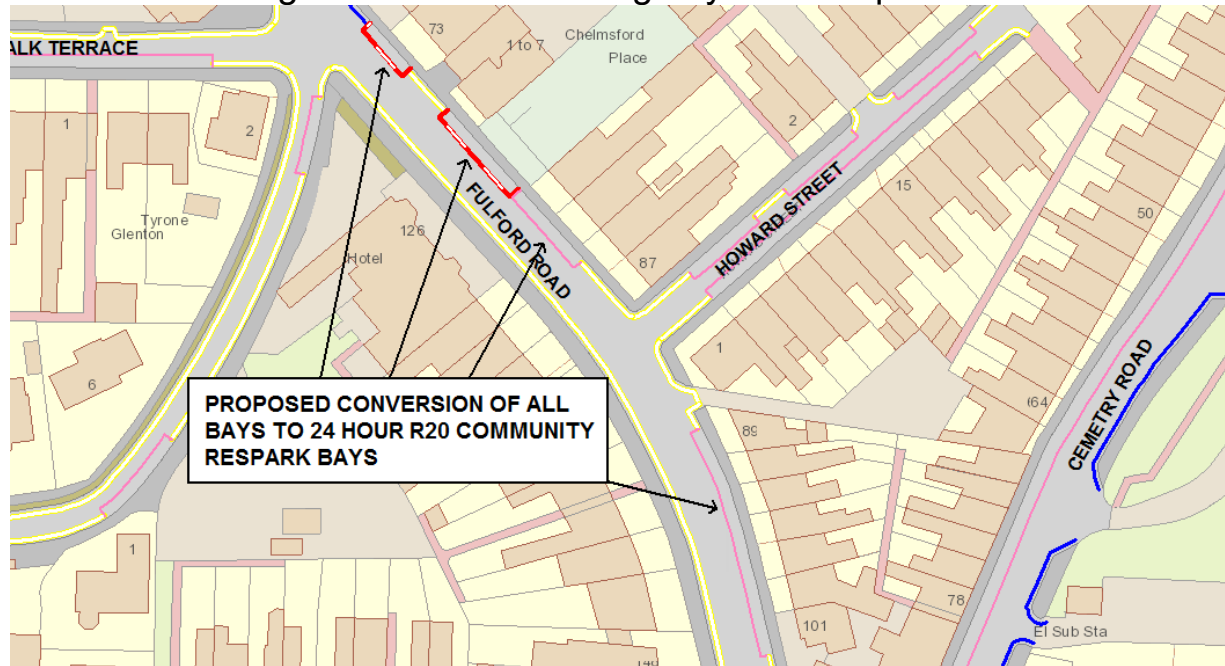 ALK TERRACE
73
1 to 7
Chelmsford
Place
1
2
2
Tyrone
Glenton
126
Hotel
FULFORD ROAD
87
HOWARD STREET
15
50
6
1
64
CEMETRY ROAD
PROPOSED CONVERSION OF ALL
BAYS TO 24 HOUR R20 COMMUNITY
RESPARK BAYS
89
1
101
78
El Sub Sta